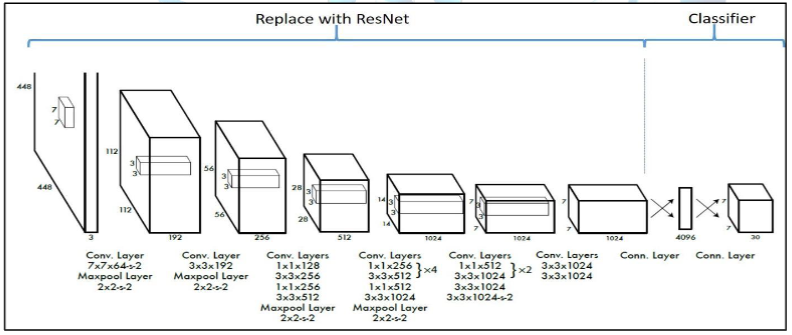 Replace with ResNet
Classifier
448
7
7
448
3
112
3
3
112
192
56
3
3
56
256
28
3
3
28
512
14
3
3
14
1024
7
3
3
7
1024
7
7
1024
4096
7
7
30
Conv. Layer
7x7x64-s-2
Maxpool Layer
2x2-s-2
Conv. Layer
3x3x192
Maxpool Layer
2x2-s-2
Conv. Layers
1x1x128
3x3x256
1x1x256
3x3x512
Maxpool Layer
2x2-s-2
Conv. Layers
1x1x256
3x3x512 }×4
1x1x512
3x3x1024
Maxpool Layer
2x2-s-2
Conv. Layers
1x1x512
3x3x1024 }×2
3x3x1024
3x3x1024-s-2
Conv. Layers
3x3x1024
3x3x1024
Conn. Layer
Conn. Layer